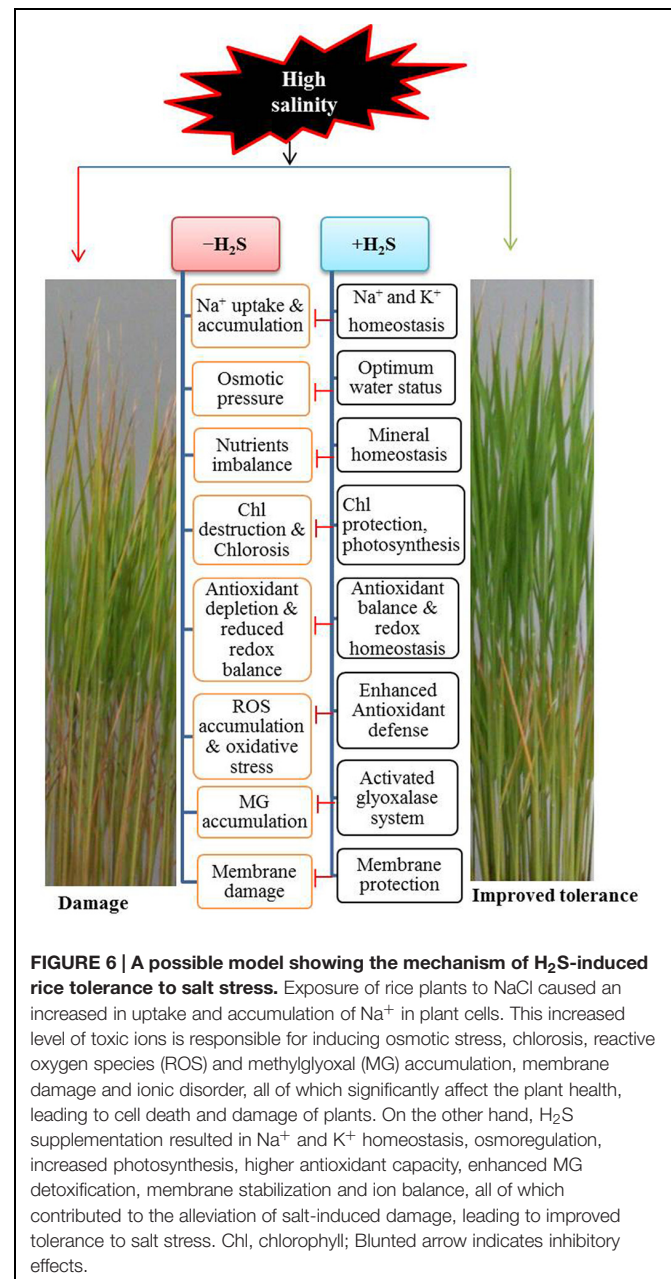 High
salinity
−H₂S
+H₂S
Na⁺ uptake &
accumulation
Na⁺ and K⁺
homeostasis
Osmotic
pressure
Optimum
water status
Nutrients
imbalance
Mineral
homeostasis
Chl
destruction &
Chlorosis
Chl
protection,
photosynthesis
Antioxidant
depletion &
reduced
redox
balance
Antioxidant
balance &
redox
homeostasis
ROS
accumulation
& oxidative
stress
Enhanced
Antioxidant
defense
MG
accumulation
Activated
glyoxalase
system
Membrane
damage
Membrane
protection
Damage
Improved tolerance
FIGURE 6 | A possible model showing the mechanism of H₂S-induced
rice tolerance to salt stress. Exposure of rice plants to NaCl caused an
increased in uptake and accumulation of Na⁺ in plant cells. This increased
level of toxic ions is responsible for inducing osmotic stress, chlorosis, reactive
oxygen species (ROS) and methylglyoxal (MG) accumulation, membrane
damage and ionic disorder, all of which significantly affect the plant health,
leading to cell death and damage of plants. On the other hand, H₂S
supplementation resulted in Na⁺ and K⁺ homeostasis, osmoregulation,
increased photosynthesis, higher antioxidant capacity, enhanced MG
detoxification, membrane stabilization and ion balance, all of which
contributed to the alleviation of salt-induced damage, leading to improved
tolerance to salt stress. Chl, chlorophyll; Blunted arrow indicates inhibitory
effects.